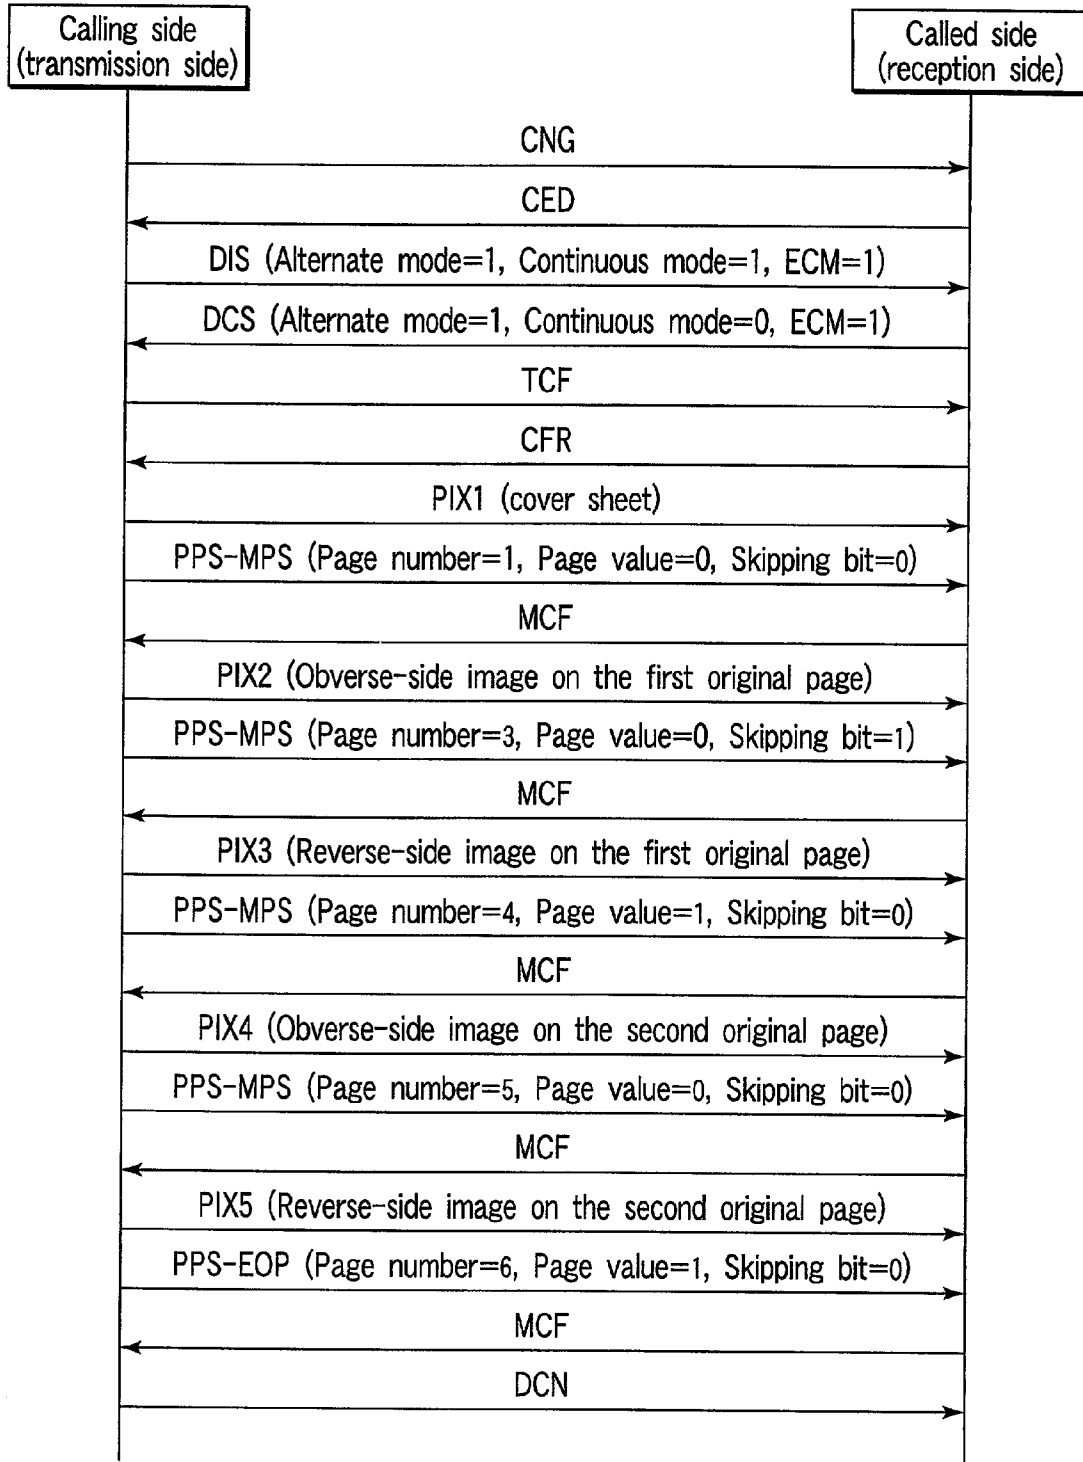 Calling side
(transmission side)
Called side
(reception side)
CNG
CED
DIS (Alternate mode=1, Continuous mode=1, ECM=1)
DCS (Alternate mode=1, Continuous mode=0, ECM=1)
TCF
CFR
PIX1 (cover sheet)
PPS-MPS (Page number=1, Page value=0, Skipping bit=0)
MCF
PIX2 (Obverse-side image on the first original page)
PPS-MPS (Page number=3, Page value=0, Skipping bit=1)
MCF
PIX3 (Reverse-side image on the first original page)
PPS-MPS (Page number=4, Page value=1, Skipping bit=0)
MCF
PIX4 (Obverse-side image on the second original page)
PPS-MPS (Page number=5, Page value=0, Skipping bit=0)
MCF
PIX5 (Reverse-side image on the second original page)
PPS-EOP (Page number=6, Page value=1, Skipping bit=0)
MCF
DCN